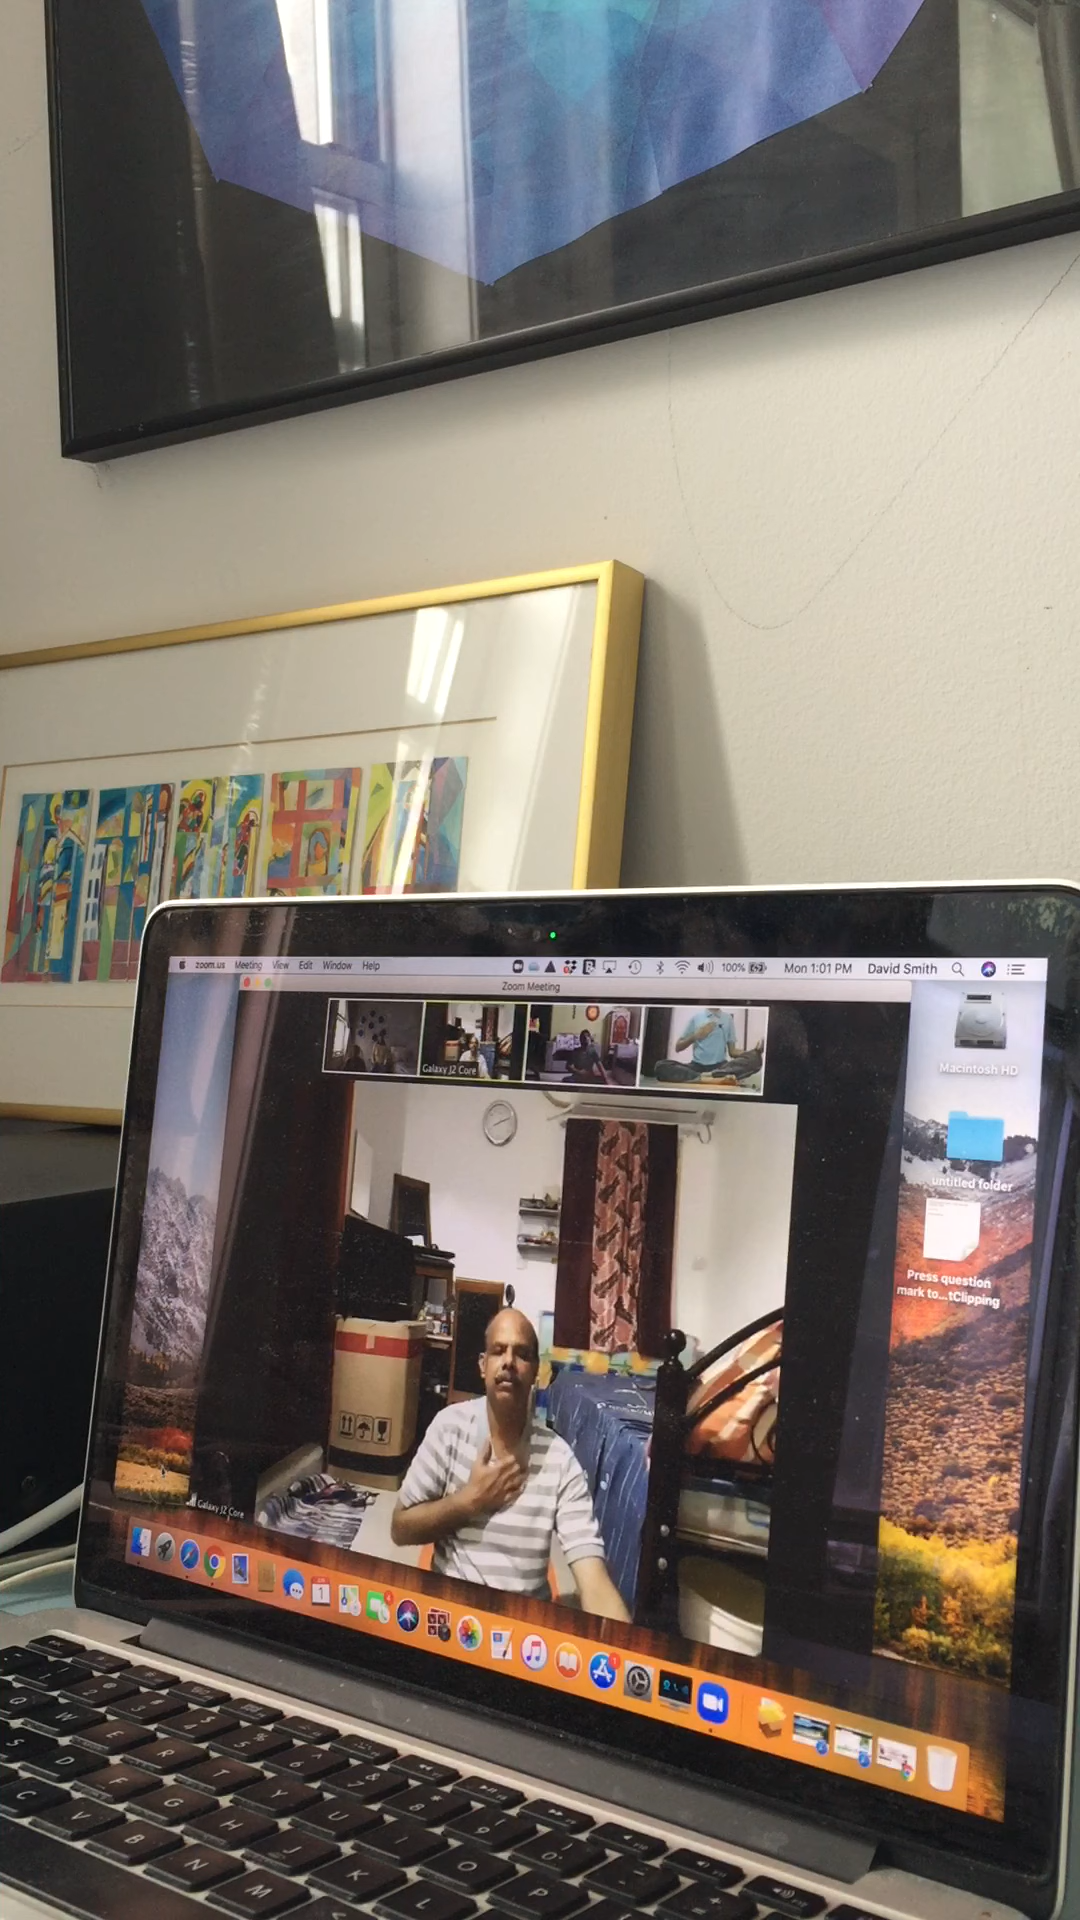 zoom.us Meeting View Edit Window Help 100% Mon 1:01 PM David Smith
Zoom Meeting
Galaxy J2 Core
Macintosh HD
untitled folder
Press question
mark to...tClipping
Galaxy J2 Core
1
Q W E R T Y U I O P
S D F G H J K L
C V B N M